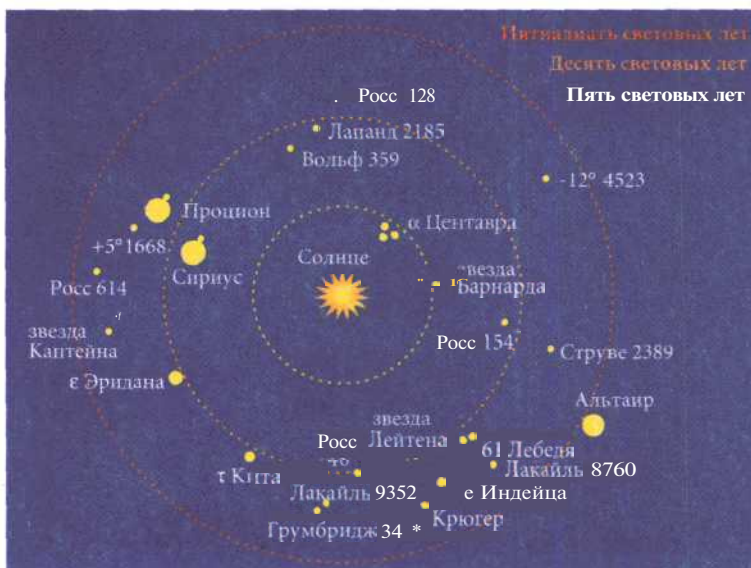 Пятнадцать световых лет
Десять световых лет
Пять световых лет
Росс 128
Лаланд 2185
Вольф 359
-12° 4523
Процион
α Центавра
+5° 1668
Солнце
Сириус
звезда
Барнарда
Росс 614
звезда
Каптейна
Росс 154
Струве 2389
ε Эридана
Альтаир
звезда
Росс Лейтена
61 Лебедя
τ Кита
Лакайль 8760
Лакайль 9352
е Индейца
Крюгер
Грумбридж 34 *